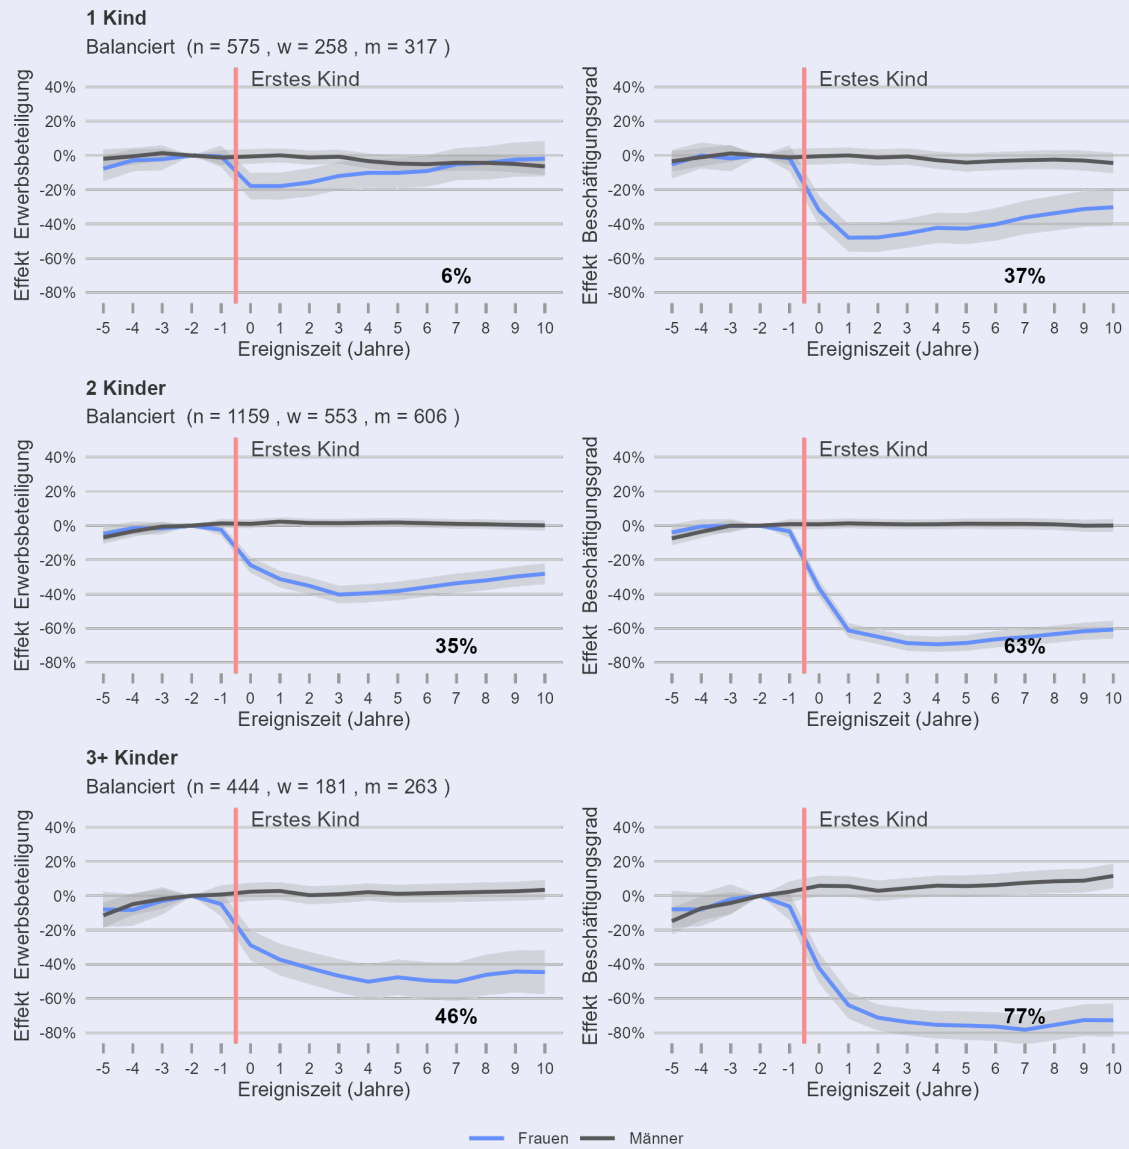 1 Kind
Balanciert (n = 575 , w = 258 , m = 317 )
Effekt Erwerbsbeteiligung
Erstes Kind
40%
20%
0%
-20%
-40%
-60%
-80%
6%
-5 -4 -3 -2 -1 0 1 2 3 4 5 6 7 8 9 10
Ereigniszeit (Jahre)
Effekt Beschäftigungsgrad
Erstes Kind
40%
20%
0%
-20%
-40%
-60%
-80%
37%
-5 -4 -3 -2 -1 0 1 2 3 4 5 6 7 8 9 10
Ereigniszeit (Jahre)
2 Kinder
Balanciert (n = 1159 , w = 553 , m = 606 )
Effekt Erwerbsbeteiligung
Erstes Kind
40%
20%
0%
-20%
-40%
-60%
-80%
35%
-5 -4 -3 -2 -1 0 1 2 3 4 5 6 7 8 9 10
Ereigniszeit (Jahre)
Effekt Beschäftigungsgrad
Erstes Kind
40%
20%
0%
-20%
-40%
-60%
-80%
63%
-5 -4 -3 -2 -1 0 1 2 3 4 5 6 7 8 9 10
Ereigniszeit (Jahre)
3+ Kinder
Balanciert (n = 444 , w = 181 , m = 263 )
Effekt Erwerbsbeteiligung
Erstes Kind
40%
20%
0%
-20%
-40%
-60%
-80%
46%
-5 -4 -3 -2 -1 0 1 2 3 4 5 6 7 8 9 10
Ereigniszeit (Jahre)
Effekt Beschäftigungsgrad
Erstes Kind
40%
20%
0%
-20%
-40%
-60%
-80%
77%
-5 -4 -3 -2 -1 0 1 2 3 4 5 6 7 8 9 10
Ereigniszeit (Jahre)
Frauen Männer